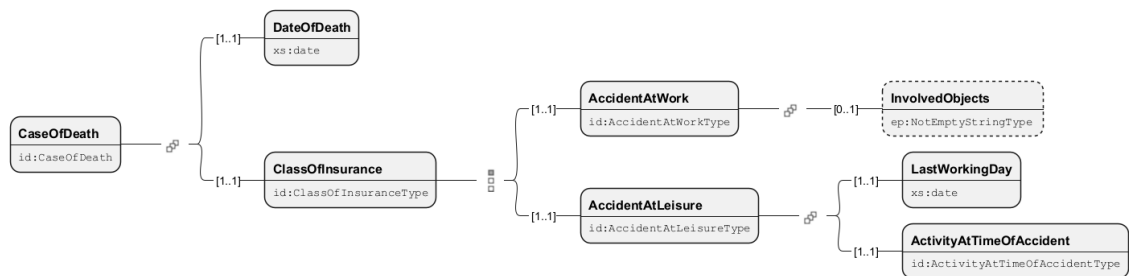 DateOfDeath
[1..1]
xs:date
AccidentAtWork
InvolvedObjects
[1..1]
[0..1]
id:AccidentAtWorkType
ep:NotEmptyStringType
CaseOfDeath
id:CaseOfDeath
ClassOfInsurance
LastWorkingDay
[1..1]
[1..1]
id:ClassOfInsuranceType
xs:date
AccidentAtLeisure
[1..1]
id:AccidentAtLeisureType
ActivityAtTimeOfAccident
[1..1]
id:ActivityAtTimeOfAccidentType